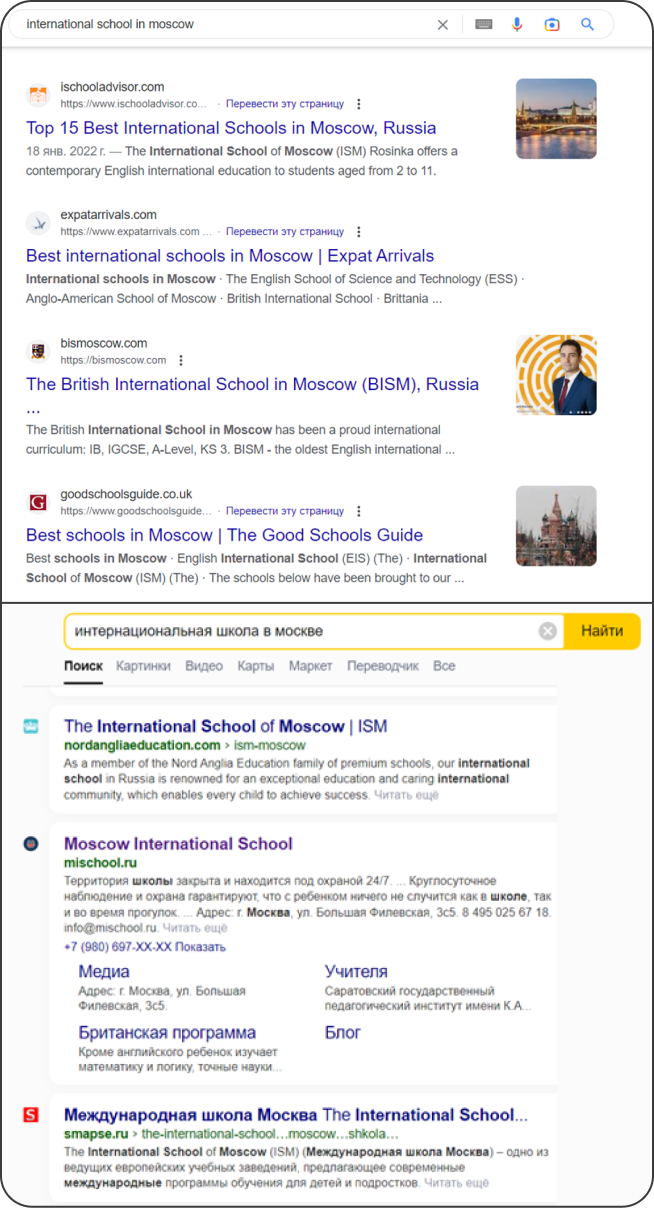 international school in moscow
ischooladvisor.com
https://www.ischooladvisor.co... · Перевести эту страницу
Top 15 Best International Schools in Moscow, Russia
18 янв. 2022 г. — The International School of Moscow (ISM) Rosinka offers a
contemporary English international education to students aged from 2 to 11.
expatarrivals.com
https://www.expatarrivals.com ... · Перевести эту страницу
Best international schools in Moscow | Expat Arrivals
International schools in Moscow · The English School of Science and Technology (ESS) ·
Anglo-American School of Moscow · British International School · Brittania ...
bismoscow.com
https://bismoscow.com
The British International School in Moscow (BISM), Russia
...
The British International School in Moscow has been a proud international
curriculum: IB, IGCSE, A-Level, KS 3. BISM - the oldest English international ...
G
goodschoolsguide.co.uk
https://www.goodschoolsguide... · Перевести эту страницу
Best schools in Moscow | The Good Schools Guide
Best schools in Moscow · English International School (EIS) (The) · International
School of Moscow (ISM) (The) · The schools below have been brought to our ...
интернациональная школа в москве
Найти
Поиск Картинки Видео Карты Маркет Переводчик Все
The International School of Moscow | ISM
nordangliaeducation.com › ism-moscow
As a member of the Nord Anglia Education family of premium schools, our international
school in Russia is renowned for an exceptional education and caring international
community, which enables every child to achieve success. Читать ещё
Moscow International School
mischool.ru
Территория школы закрыта и находится под охраной 24/7. ... Круглосуточное
наблюдение и охрана гарантируют, что с ребенком ничего не случится как в школе, так
и во время прогулок. ... Адрес: г. Москва, ул. Большая Филевская, 3с5. 8 495 025 67 18.
info@mischool.ru. Читать ещё
+7 (980) 697-XX-XX Показать
Медиа
Адрес: г. Москва, ул. Большая
Филевская, 3с5.
Учителя
Саратовский государственный
педагогический институт имени К.А...
Британская программа
Кроме английского ребенок изучает
математику и логику, точные науки...
Блог
S
Международная школа Москва The International School...
smapse.ru › the-international-school...moscow...shkola...
The International School of Moscow (ISM) (Международная школа Москва) – одно из
ведущих европейских учебных заведений, предлагающее современные
международные программы обучения для детей и подростков. Читать ещё